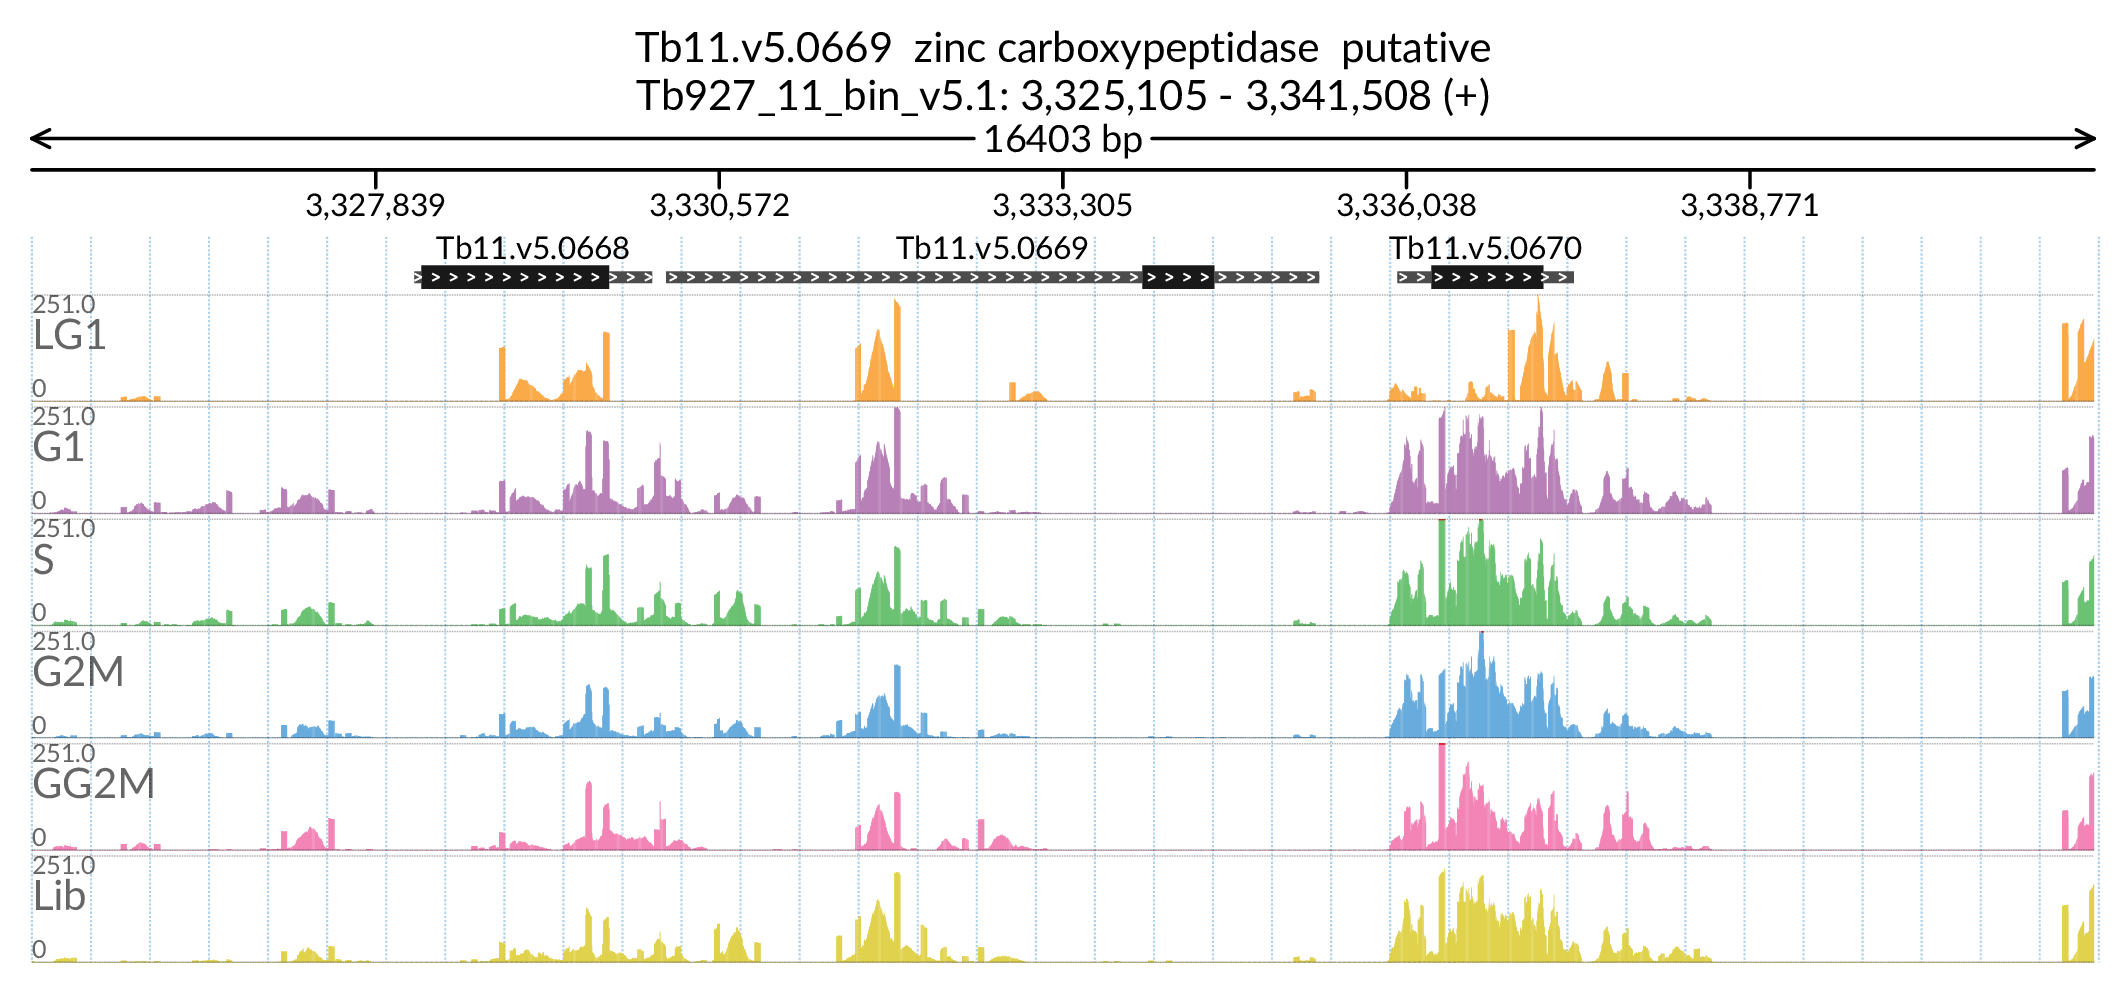 Tb11.v5.0669 zinc carboxypeptidase putative
Tb927_11_bin_v5.1: 3,325,105 - 3,341,508 (+)
16403 bp
3,327,839 3,330,572 3,333,305 3,336,038 3,338,771
Tb11.v5.0668 Tb11.v5.0669 Tb11.v5.0670
251.0
LG1
0
251.0
G1
0
251.0
S
0
251.0
G2M
0
251.0
GG2M
0
251.0
Lib
0